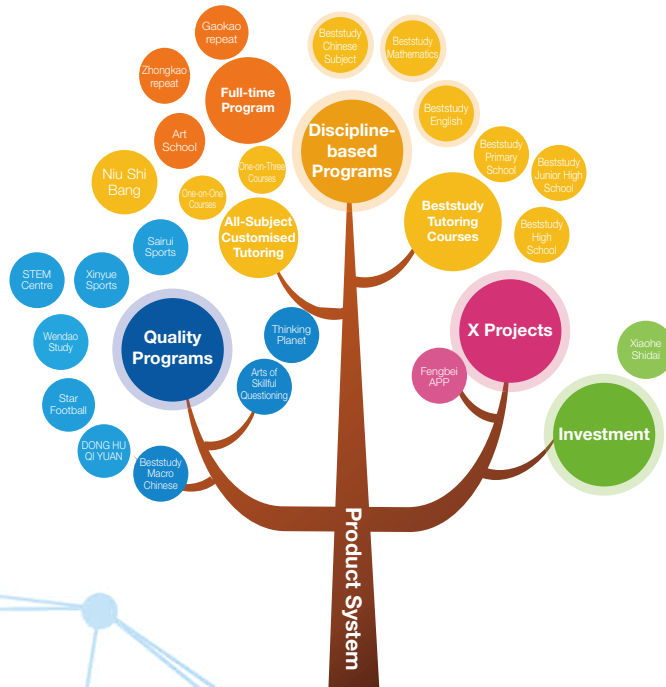 Gaokao
repeat
Zhongkao
repeat
Full-time
Program
Art
School
Beststudy
Chinese
Subject
Beststudy
Mathematics
Beststudy
English
Discipline-
based
Programs
Beststudy
Primary
School
Beststudy
Junior High
School
Beststudy
High
School
Beststudy
Tutoring
Courses
One-on-Three
Courses
One-on-One
Courses
Niu Shi
Bang
All-Subject
Customised
Tutoring
Sairui
Sports
STEM
Centre
Xinyue
Sports
Wendao
Study
Quality
Programs
Thinking
Planet
Arts of
Skillful
Questioning
Star
Football
DONG HU
QI YUAN
Beststudy
Macro
Chinese
X Projects
Fengbei
APP
Xiaohe
Shidai
Investment
Product System